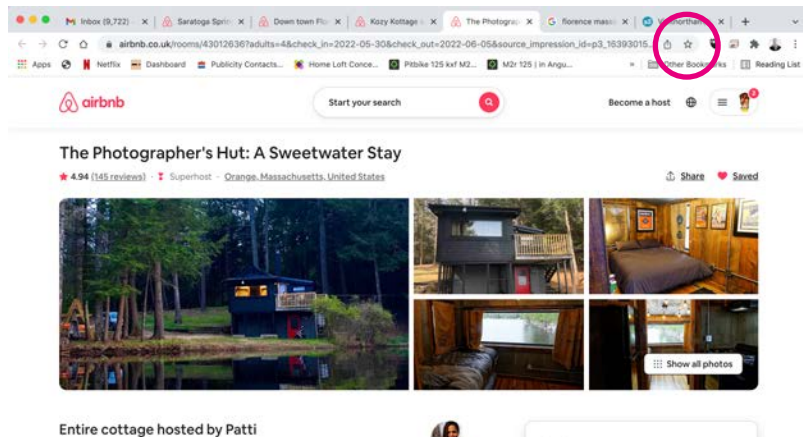 Inbox (9,722)
Saratoga Sprin
Down town Flo
Kozy Kottage
The Photograp
florence mass
airbnb.co.uk/rooms/43012636?adults=4&check_in=2022-05-30&check_out=2022-06-05&source_impression_id=p3_16393015...
Apps
Netflix
Dashboard
Publicity Contacts...
Home Loft Conce...
Pitbike 125 kxf M2...
M2r 125 | in Angu...
»
Other Bookmarks
Reading List
airbnb
Start your search
Become a host
2
The Photographer's Hut: A Sweetwater Stay
4.94 (145 reviews) · Superhost · Orange, Massachusetts, United States
Share
Saved
Show all photos
Entire cottage hosted by Patti